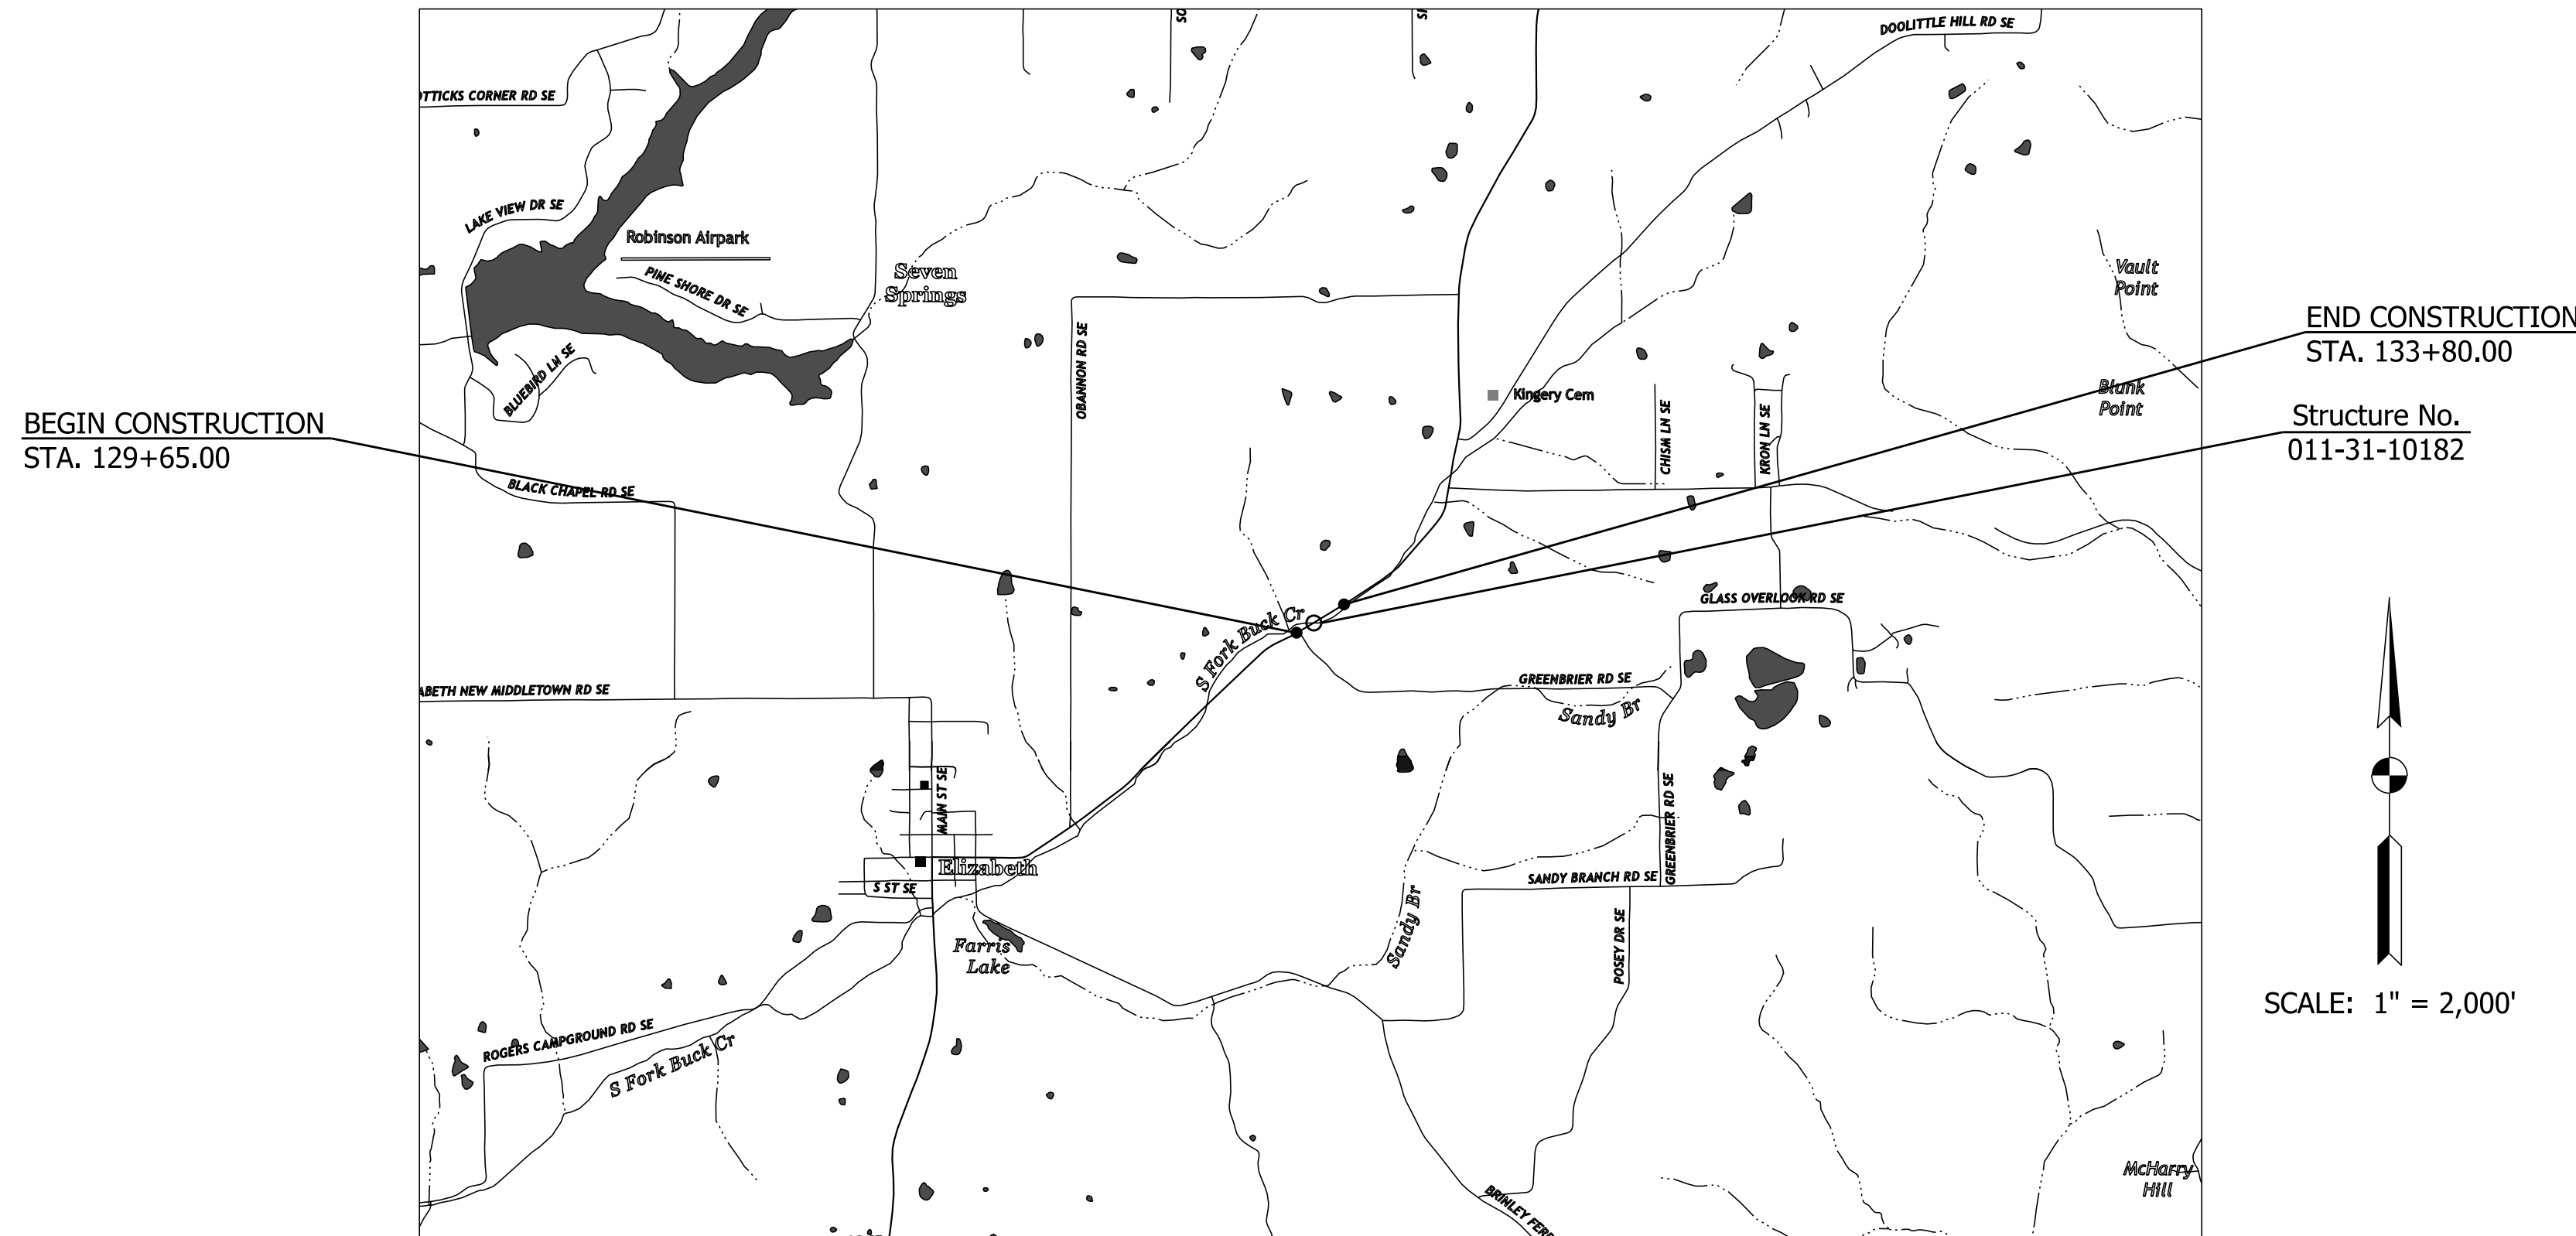 DOOLITTLE HILL RD SE
OTTICKS CORNER RD SE
LAKE VIEW DR SE
Robinson Airpark
PINE SHORE DR SE
Seven
Springs
Vault
Point
END CONSTRUCTION
STA. 133+80.00
BLUEBIRD LN SE
OBANNON RD SE
Kingery Cem
Blank
Point
Structure No.
011-31-10182
BEGIN CONSTRUCTION
STA. 129+65.00
CHISM LN SE
KRON LN SE
BLACK CHAPEL RD SE
GLASS OVERLOOK RD SE
S Fork Buck Cr
GREENBRIER RD SE
ABETH NEW MIDDLETOWN RD SE
Sandy Br
MAIN ST SE
GREENBRIER RD SE
Elizabeth
S ST SE
SANDY BRANCH RD SE
Sandy Br
POSEY DR SE
Farris
Lake
SCALE: 1" = 2,000'
ROGERS CAMPGROUND RD SE
S Fork Buck Cr
McHarry
Hill
BRINLEY FERR